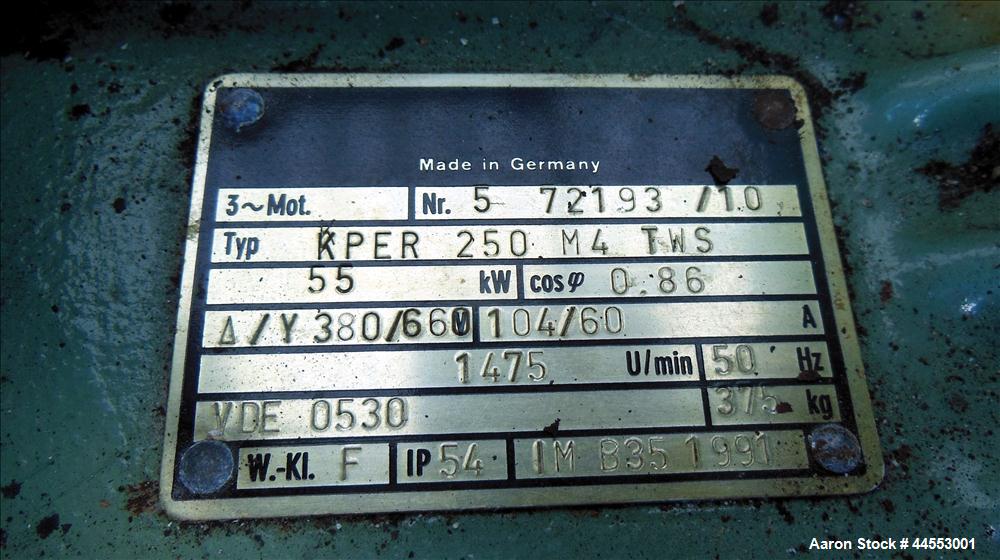 Made in Germany
3~Mot. Nr. 5 72193 /10
Typ KPER 250 M4 TWS
55 kW cos φ 0.86
Δ/Y 380/660 V 104/60 A
1475 U/min 50 Hz
VDE 0530 375 kg
W.-Kl. F IP 54 IM B35 1991
Aaron Stock # 44553001